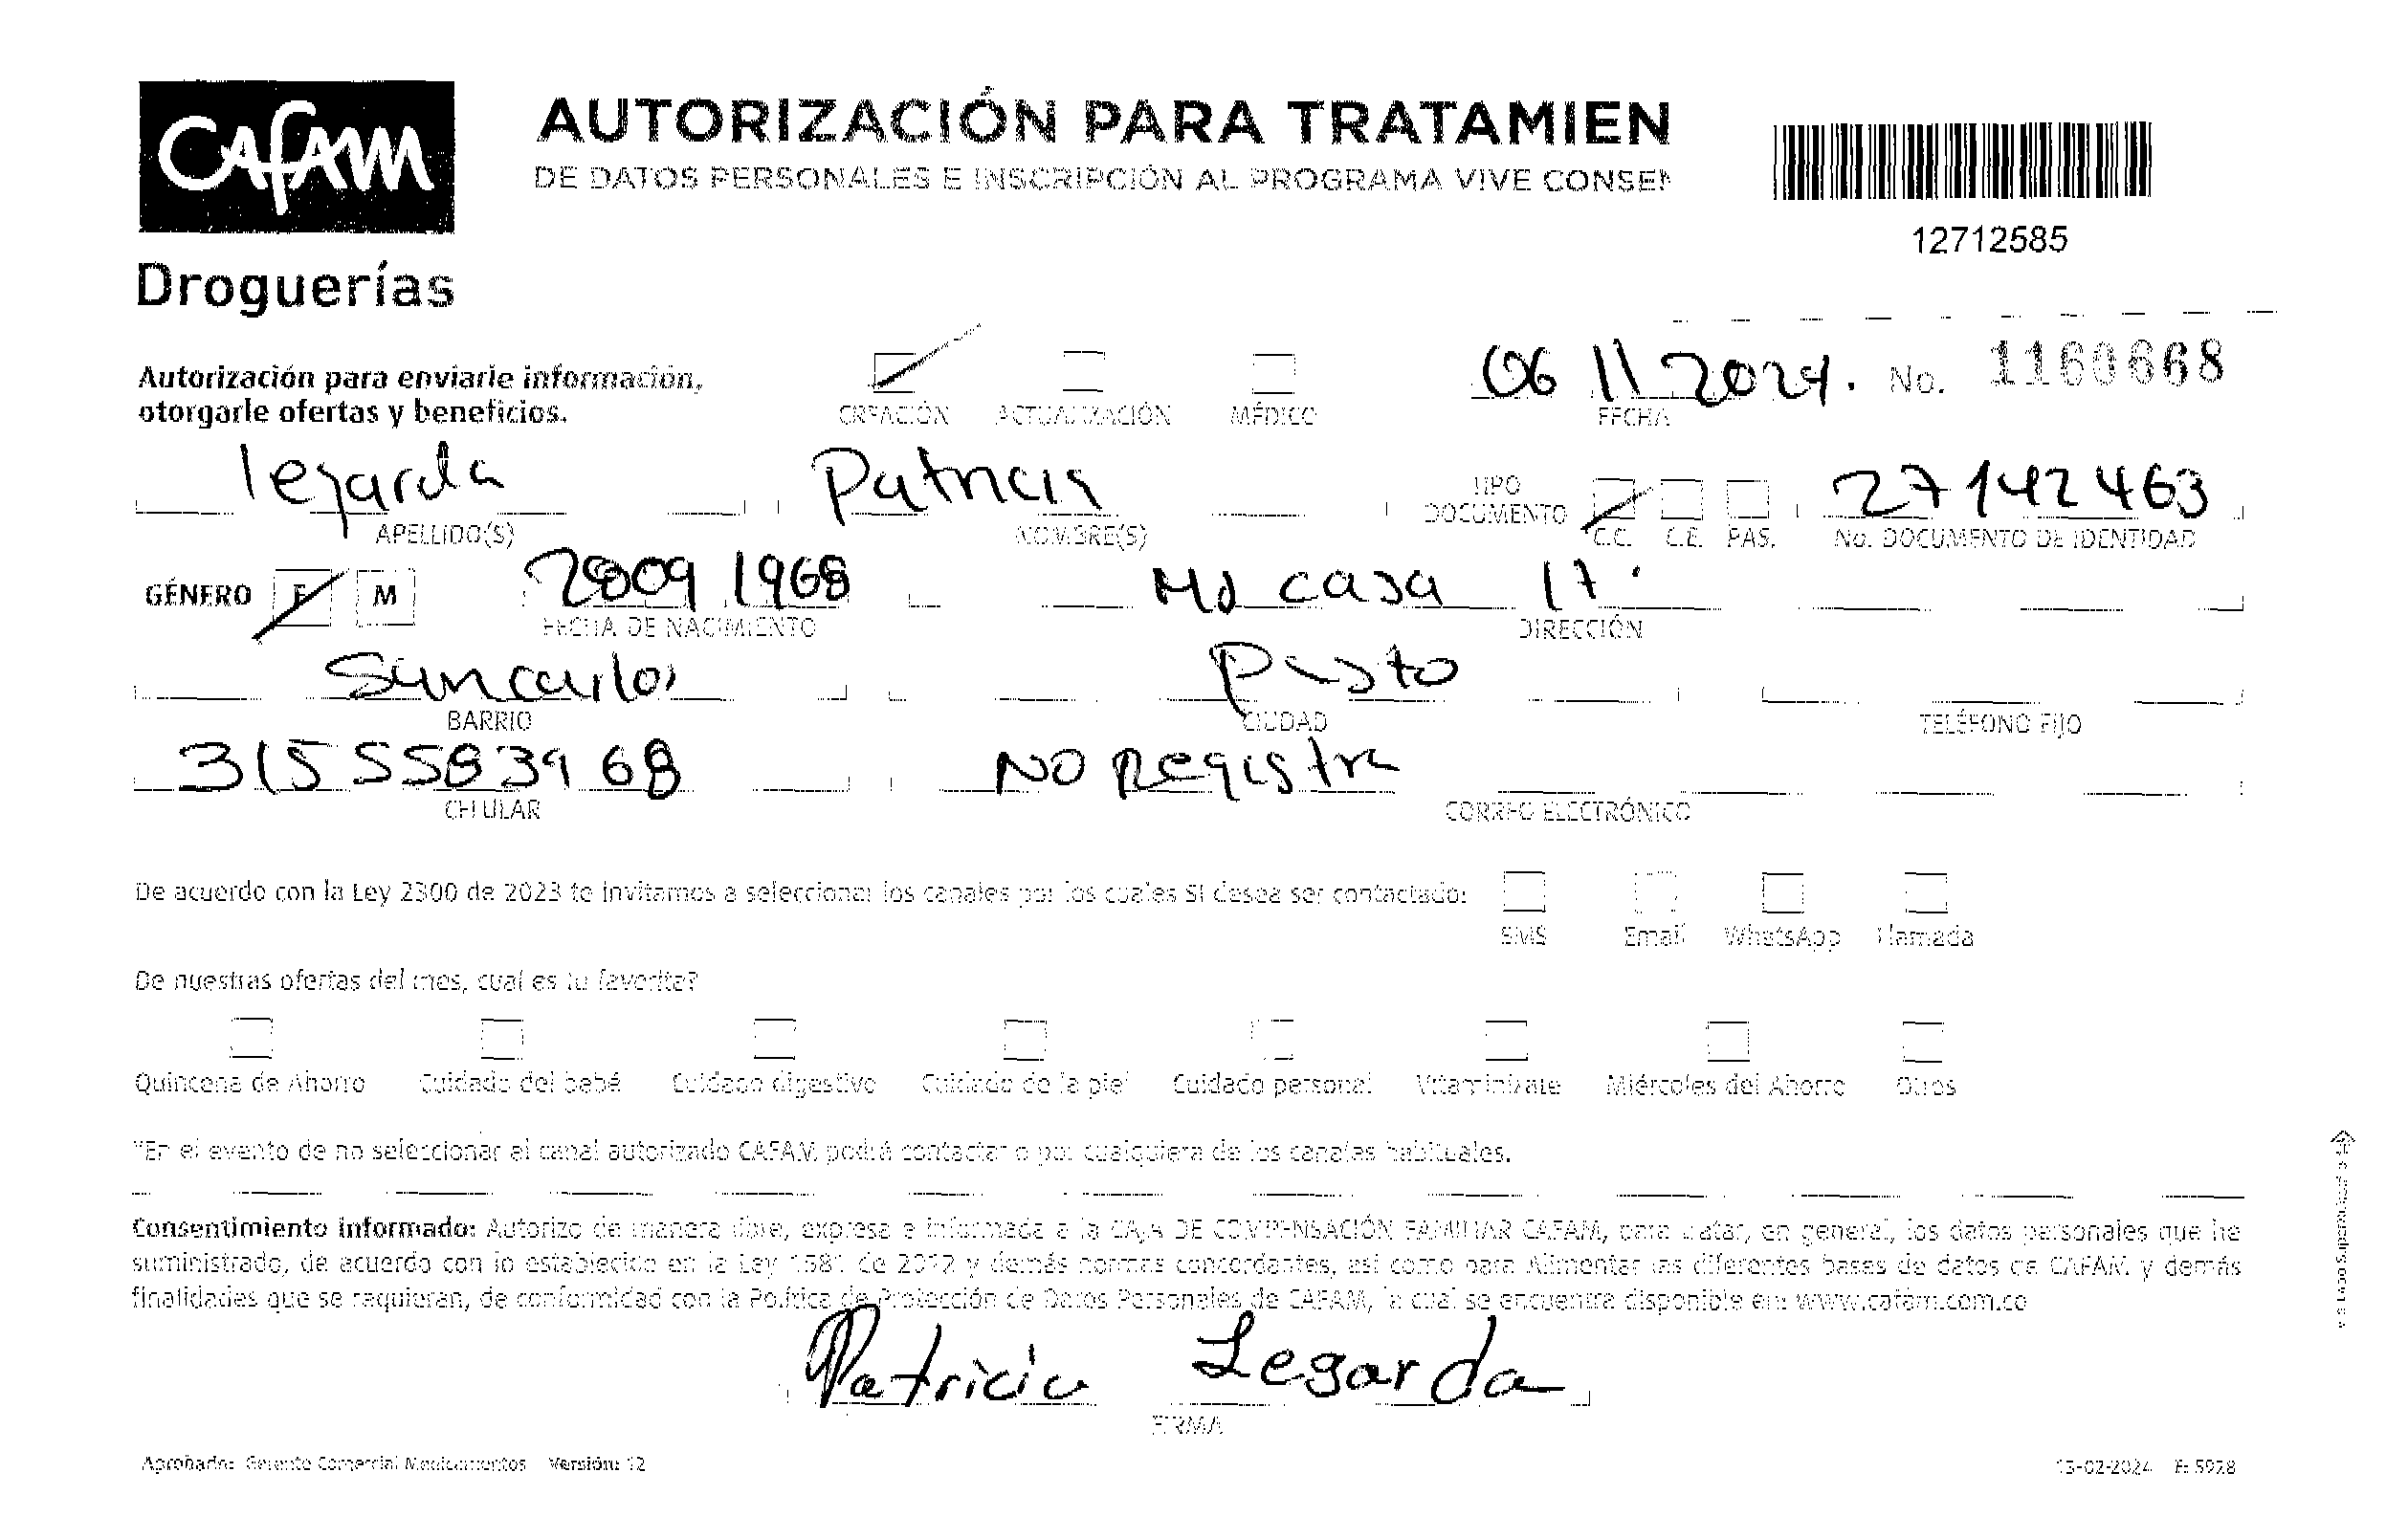 CAFAM
AUTORIZACIÓN PARA TRATAMIEN
DE DATOS PERSONALES E INSCRIPCIÓN AL PROGRAMA VIVE CONSEN
12712585
Droguerías
Autorización para enviarle información,
otorgarle ofertas y beneficios.
CREACIÓN ACTUALIZACIÓN MÉDICO
06 11 2024. No. 1160668
FECHA
legarda Patricia TIPO DOCUMENTO 27142463
APELLIDO(S) NOMBRE(S) C.C. C.E. PAS. No. DOCUMENTO DE IDENTIDAD
GÉNERO F M 28091968 casa 17
FECHA DE NACIMIENTO DIRECCIÓN
San carlos Pasto
BARRIO CIUDAD TELÉFONO FIJO
3155583968 NO Registra
CELULAR CORREO ELECTRÓNICO
De acuerdo con la Ley 2300 de 2023 te invitamos a seleccionar los canales por los cuales SI desea ser contactado:
SMS Email WhatsApp Llamada
De nuestras ofertas del mes, cual es tu favorita?
Quincena de Ahorro Cuidado del bebé Cuidado digestivo Cuidado de la piel Cuidado personal Vitaminízate Miércoles del Ahorro Otros
*En el evento de no seleccionar el canal autorizado CAFAM podrá contactar o por cualquiera de los canales habituales.
Consentimiento informado: Autorizo de manera libre, expresa e informada a la CAJA DE COMPENSACIÓN FAMILIAR CAFAM, para tratar, en general, los datos personales que he
suministrado, de acuerdo con lo establecido en la Ley 1581 de 2012 y demás normas concordantes, así como para Alimentar las diferentes bases de datos de CAFAM y demás
finalidades que se requieran, de conformidad con la Política de Protección de Datos Personales de CAFAM, la cual se encuentra disponible en: www.cafam.com.co
Patricia Legarda
FIRMA
Aprobado: Gerente Comercial Medicamentos Versión: 12
13-02-2024 F: 5928